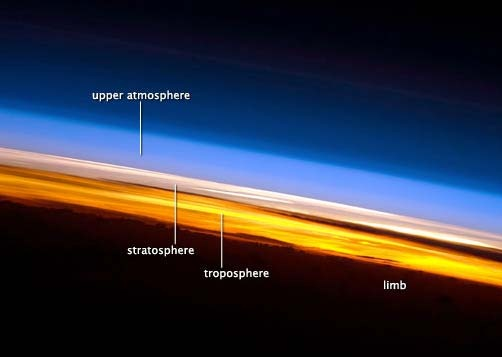 upper atmosphere
stratosphere
troposphere
limb